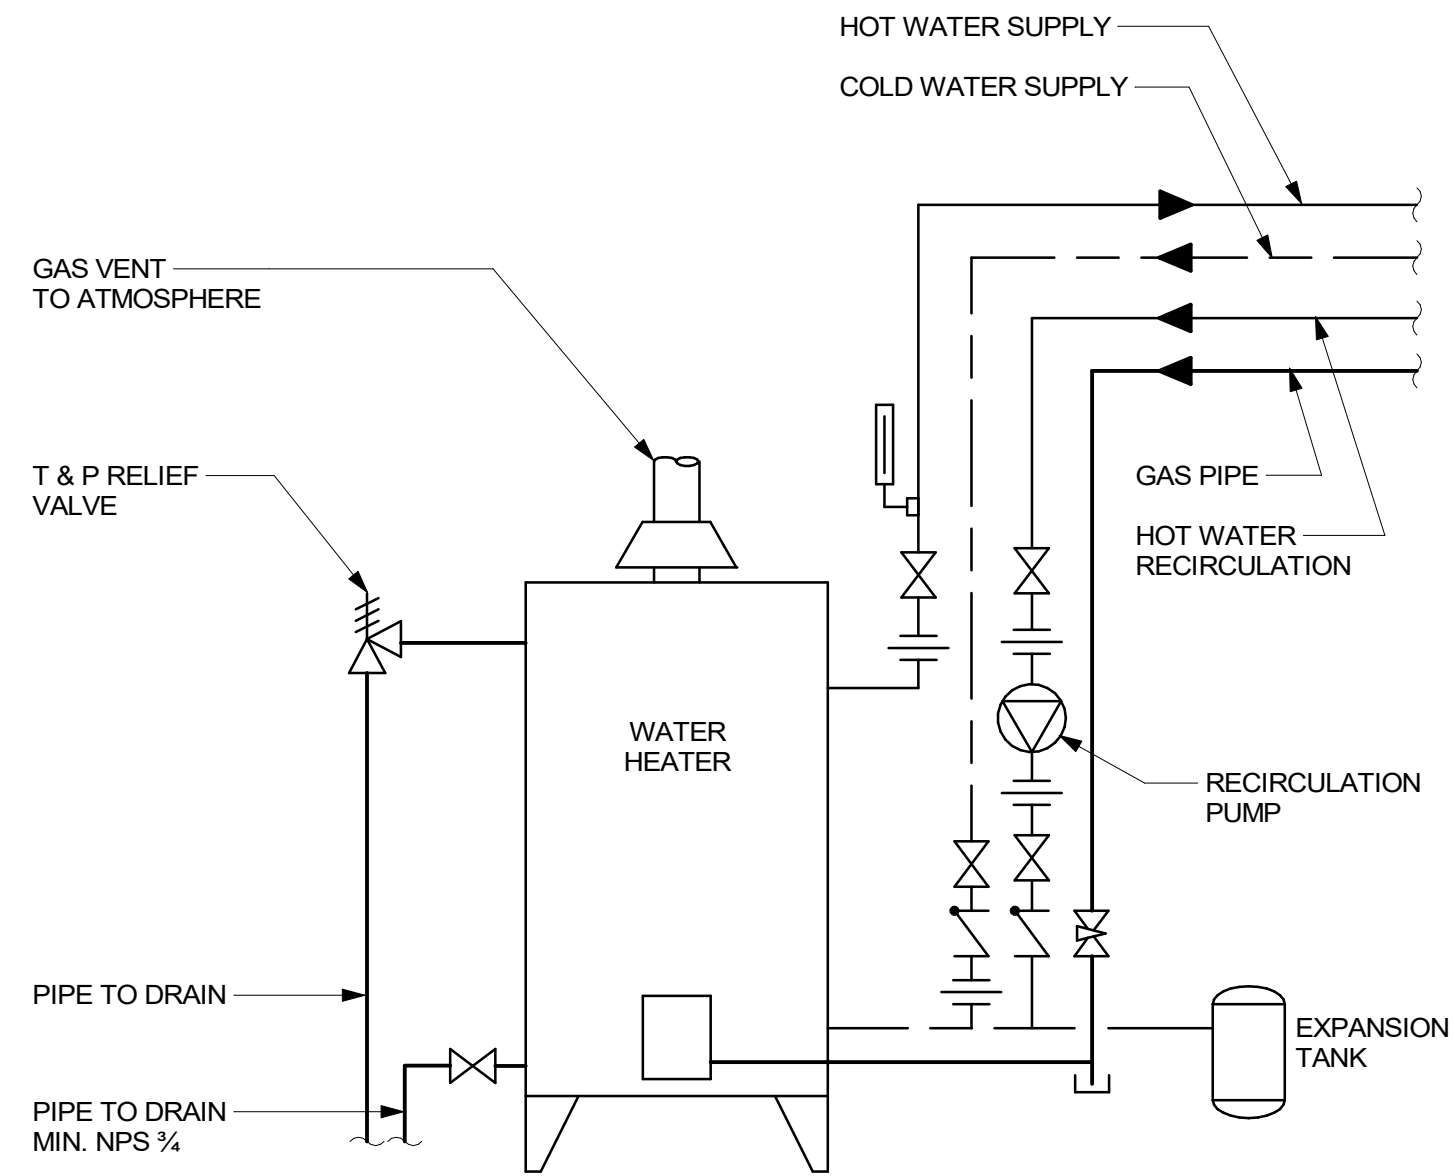 HOT WATER SUPPLY
COLD WATER SUPPLY
GAS VENT
TO ATMOSPHERE
T & P RELIEF
VALVE
GAS PIPE
HOT WATER
RECIRCULATION
WATER
HEATER
RECIRCULATION
PUMP
PIPE TO DRAIN
EXPANSION
TANK
PIPE TO DRAIN
MIN. NPS ¾